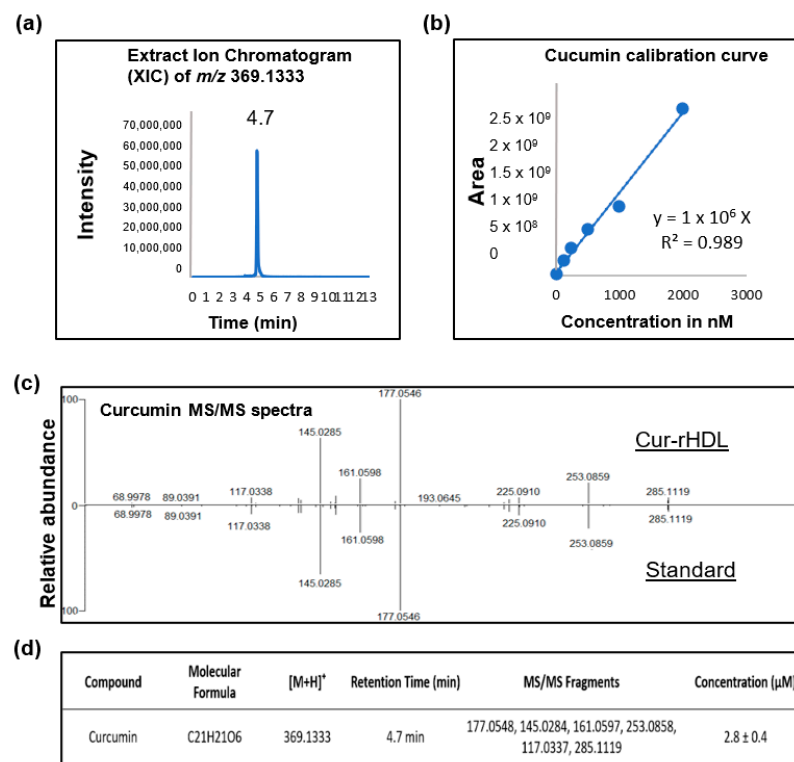 (a)
Extract Ion Chromatogram
(XIC) of m/z 369.1333
4.7
70,000,000
60,000,000
50,000,000
40,000,000
30,000,000
20,000,000
10,000,000
0
Intensity
0 1 2 3 4 5 6 7 8 9 10 11 12 13
Time (min)
(b)
Cucumin calibration curve
2.5 x 10⁹
2 x 10⁹
1.5 x 10⁹
1 x 10⁹
5 x 10⁸
0
Area
y = 1 x 10⁶ X
R² = 0.989
0 1000 2000 3000
Concentration in nM
(c)
Curcumin MS/MS spectra
Relative abundance
100
0
100
177.0546
145.0285
Cur-rHDL
161.0598
253.0859
68.9978 89.0391 117.0338 193.0645 225.0910 285.1119
68.9978 89.0391 117.0338 225.0910 285.1119
161.0598
253.0859
145.0285
Standard
177.0546
(d)
Compound Molecular Formula [M+H]⁺ Retention Time (min) MS/MS Fragments Concentration (µM)
Curcumin C21H21O6 369.1333 4.7 min 177.0548, 145.0284, 161.0597, 253.0858, 117.0337, 285.1119 2.8 ± 0.4